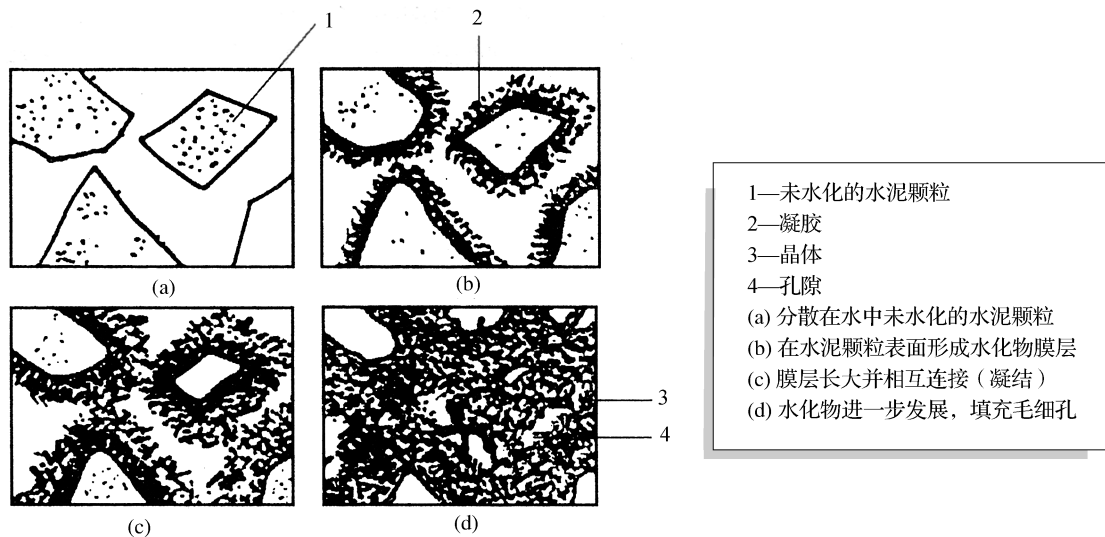 1
2
(a)
(b)
3
4
(c)
(d)
1—未水化的水泥颗粒
2—凝胶
3—晶体
4—孔隙
(a) 分散在水中未水化的水泥颗粒
(b) 在水泥颗粒表面形成水化物膜层
(c) 膜层长大并相互连接（凝结）
(d) 水化物进一步发展，填充毛细孔